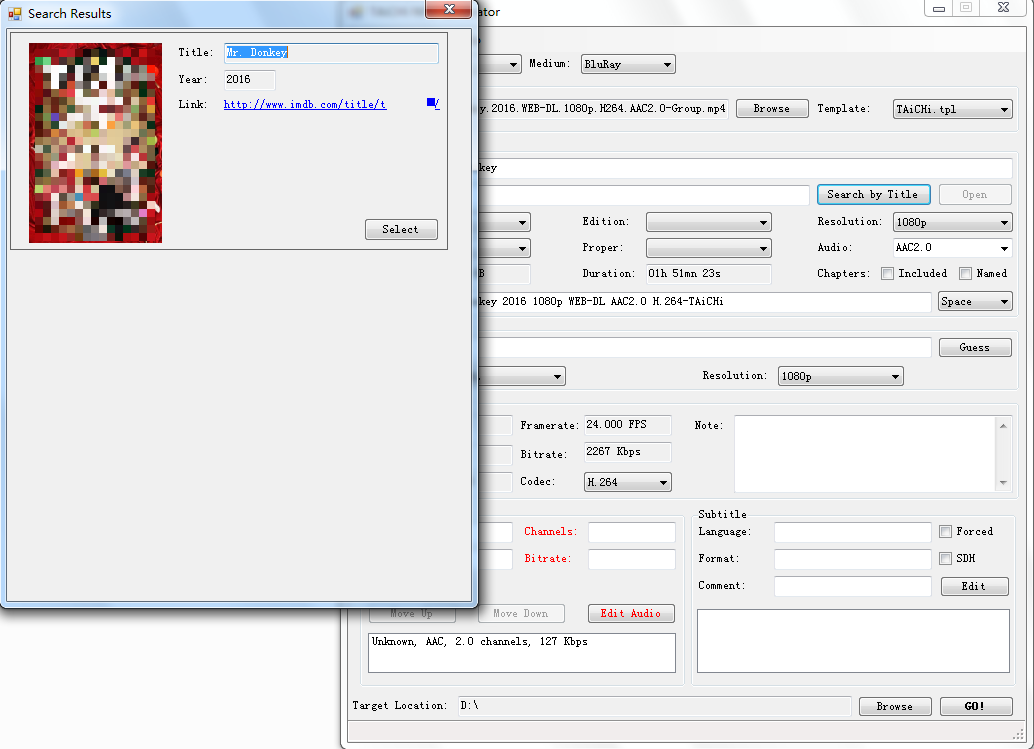 Search Results
Title: Mr. Donkey
Year: 2016
Link: http://www.imdb.com/title/t /
Select
ator
Medium: BluRay
y.2016.WEB-DL.1080p.H264.AAC2.0-Group.mp4 Browse Template: TAiCHi.tpl
key
Search by Title Open
Edition: Resolution: 1080p
Proper: Audio: AAC2.0
B Duration: 01h 51mn 23s Chapters: Included Named
key 2016 1080p WEB-DL AAC2.0 H.264-TAiCHi Space
Guess
Resolution: 1080p
Framerate: 24.000 FPS Note:
Bitrate: 2267 Kbps
Codec: H.264
Channels:
Bitrate:
Move Up Move Down Edit Audio
Unknown, AAC, 2.0 channels, 127 Kbps
Subtitle
Language: Forced
Format: SDH
Comment: Edit
Target Location: D:\ Browse GO!